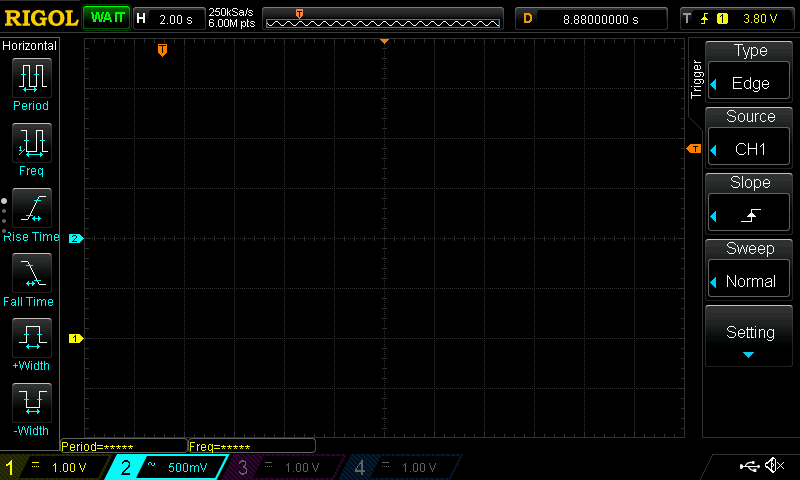 RIGOL WAIT H 2.00 s 250kSa/s 6.00M pts T D 8.88000000 s T 1 3.80 V
Horizontal
Period
Freq
Rise Time
Fall Time
+Width
-Width
T
2
1
T
Trigger
Type
Edge
Source
CH1
Slope
Sweep
Normal
Setting
Period=***** Freq=*****
1 1.00 V 2 500mV 3 1.00 V 4 1.00 V